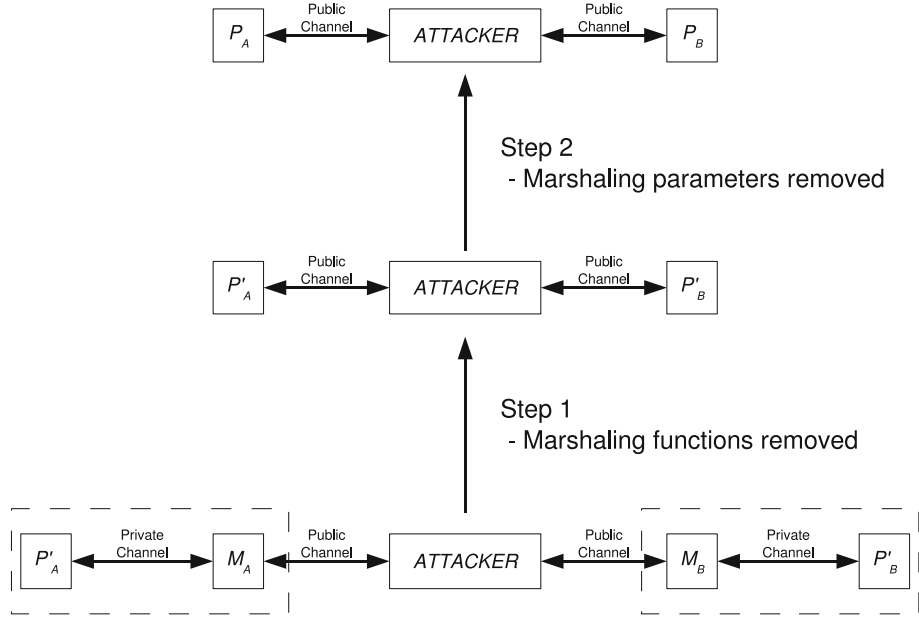 Public
Channel
Public
Channel
P_A
ATTACKER
P_B
Step 2
- Marshaling parameters removed
Public
Channel
Public
Channel
P'_A
ATTACKER
P'_B
Step 1
- Marshaling functions removed
Private
Channel
Public
Channel
Public
Channel
Private
Channel
P'_A
M_A
ATTACKER
M_B
P'_B